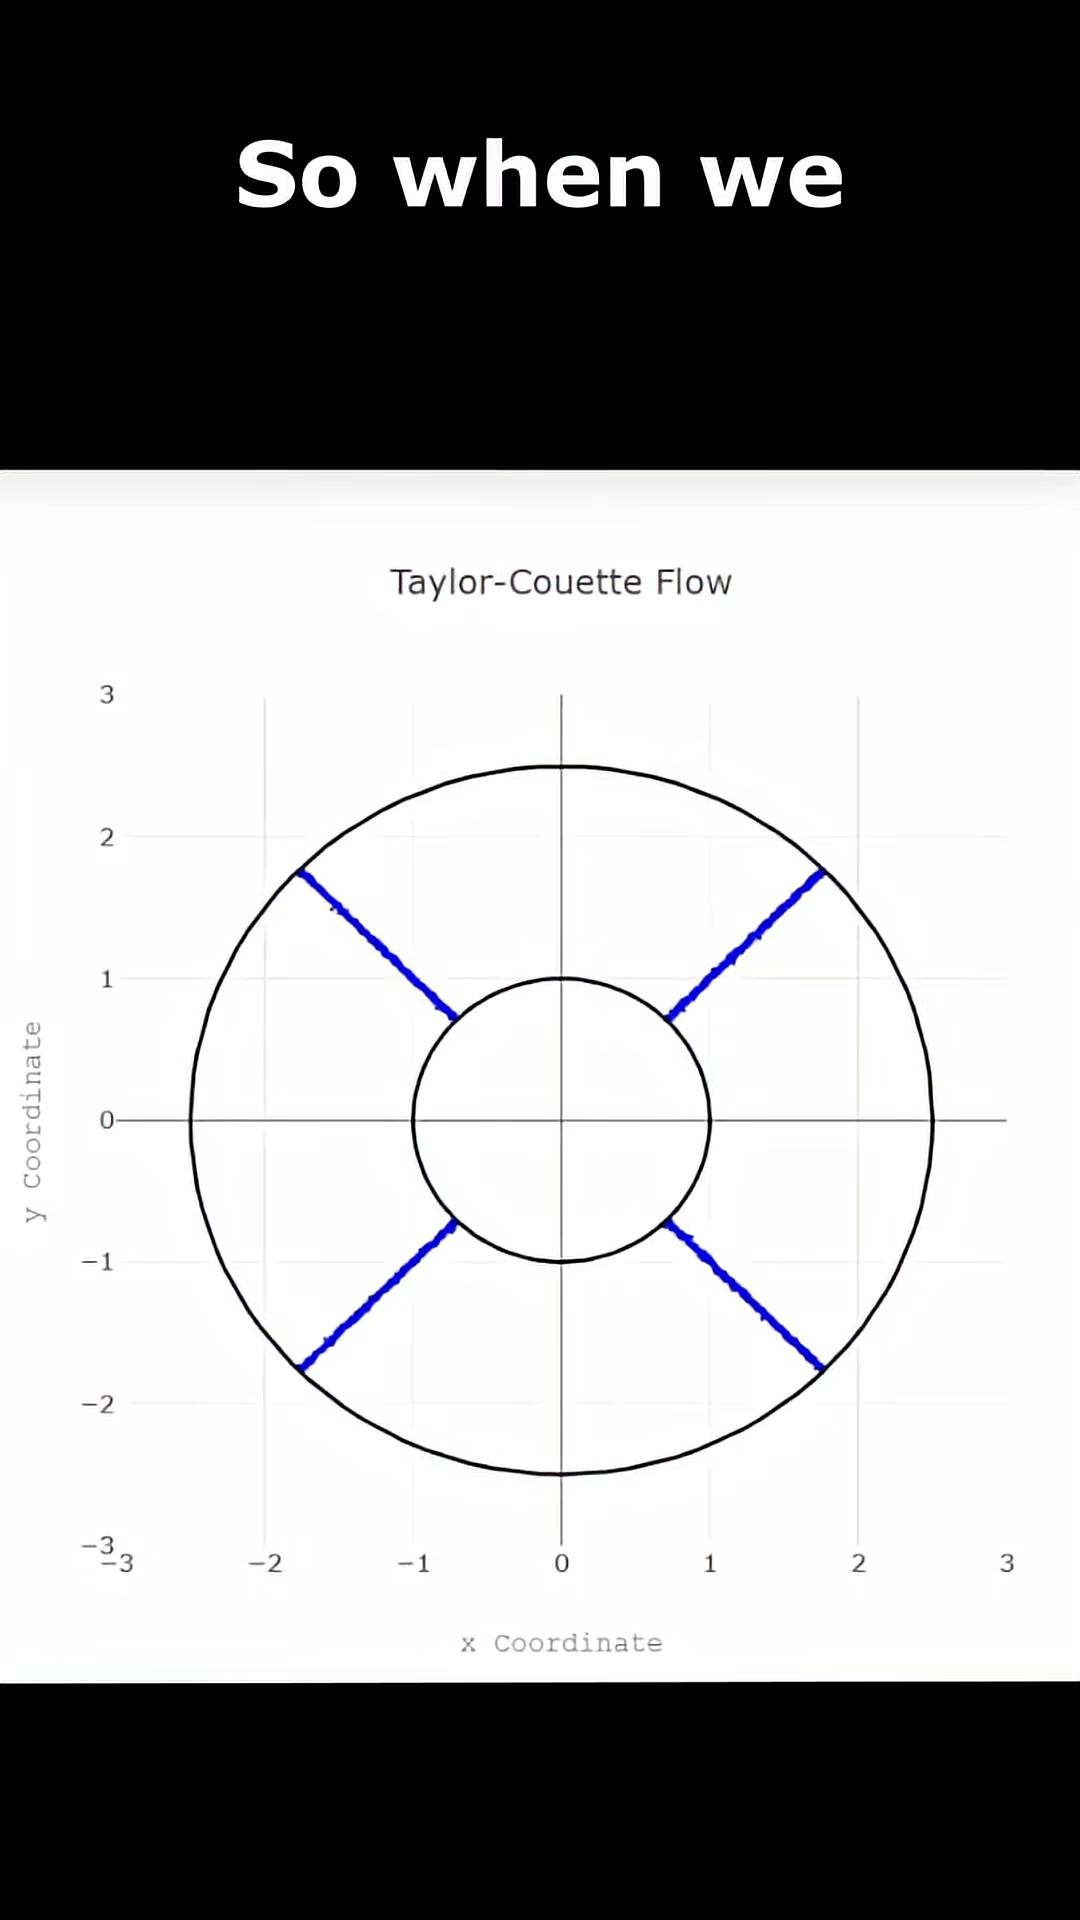 So when we
Taylor-Couette Flow
3
2
1
0
−1
−2
−3
y Coordinate
−3 −2 −1 0 1 2 3
x Coordinate